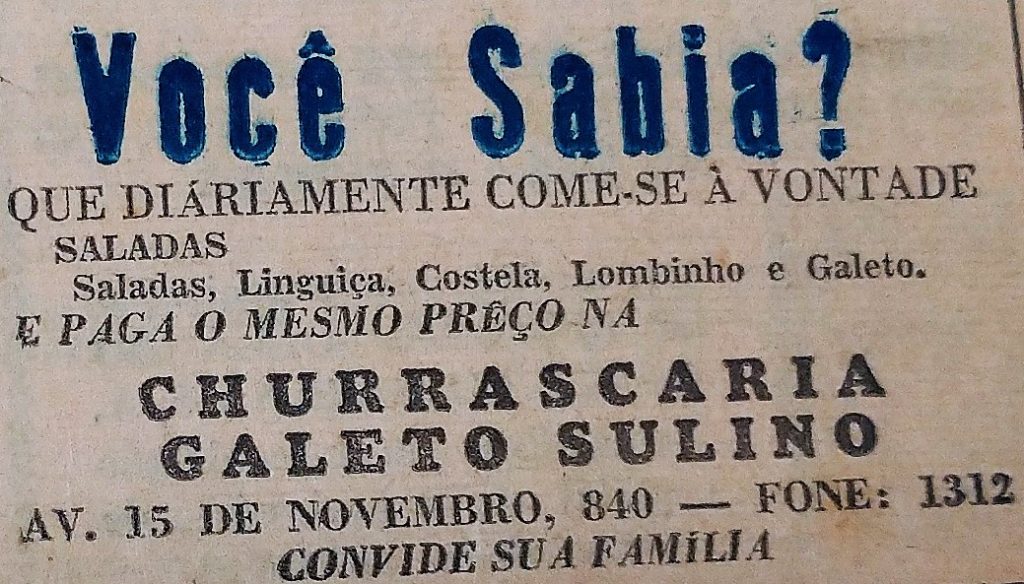 Você Sabia?
QUE DIÁRIAMENTE COME-SE À VONTADE
SALADAS
Saladas, Linguiça, Costela, Lombinho e Galeto.
E PAGA O MESMO PRÊÇO NA
CHURRASCARIA
GALETO SULINO
AV. 15 DE NOVEMBRO, 840 — FONE: 1312
CONVIDE SUA FAMÍLIA